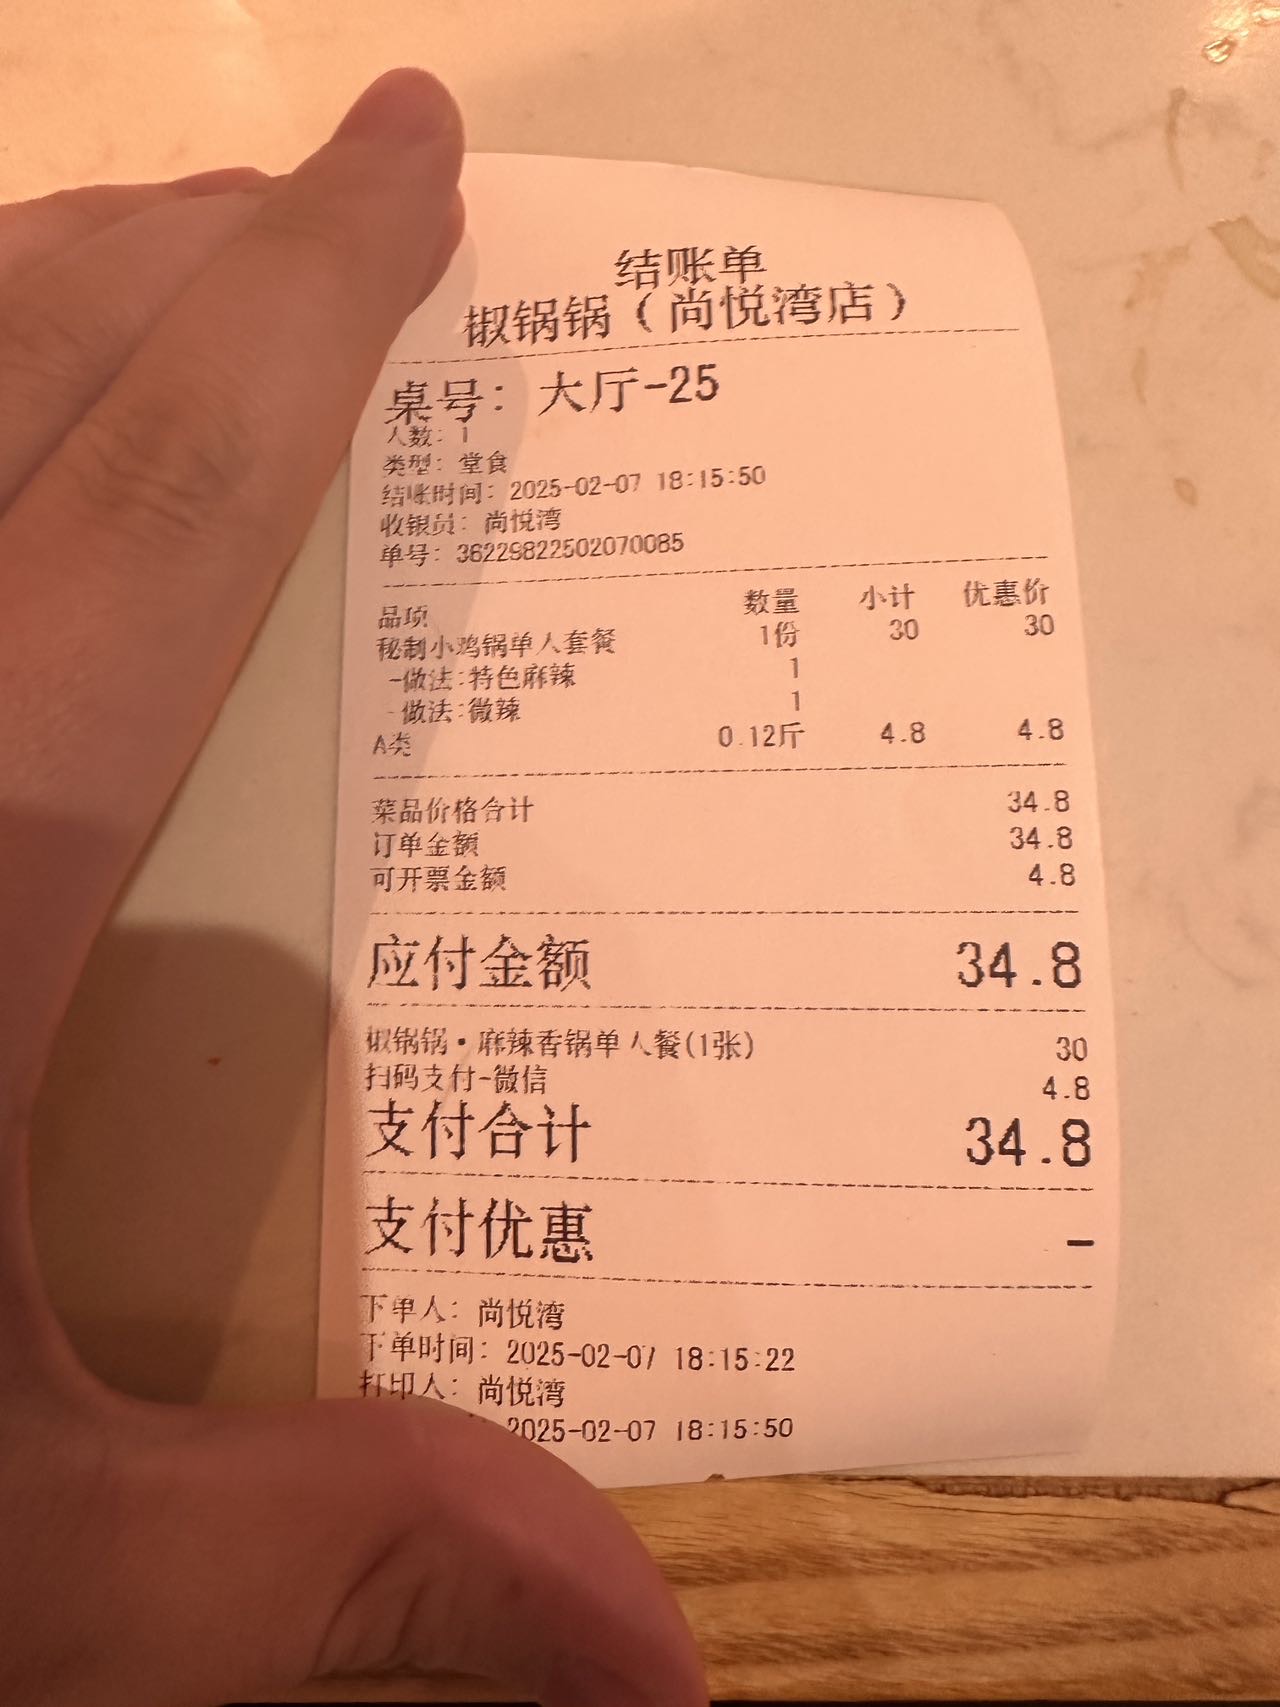 结账单
椒锅锅（尚悦湾店）
桌号：大厅-25
人数：1
类型：堂食
结账时间：2025-02-07 18:15:50
收银员：尚悦湾
单号：36229822502070085
品项 数量 小计 优惠价
秘制小鸡锅单人套餐 1份 30 30
-做法:特色麻辣 1
-做法:微辣 1
A类 0.12斤 4.8 4.8
菜品价格合计 34.8
订单金额 34.8
可开票金额 4.8
应付金额 34.8
椒锅锅·麻辣香锅单人餐(1张) 30
扫码支付-微信 4.8
支付合计 34.8
支付优惠 -
下单人：尚悦湾
下单时间：2025-02-07 18:15:22
打印人：尚悦湾
2025-02-07 18:15:50